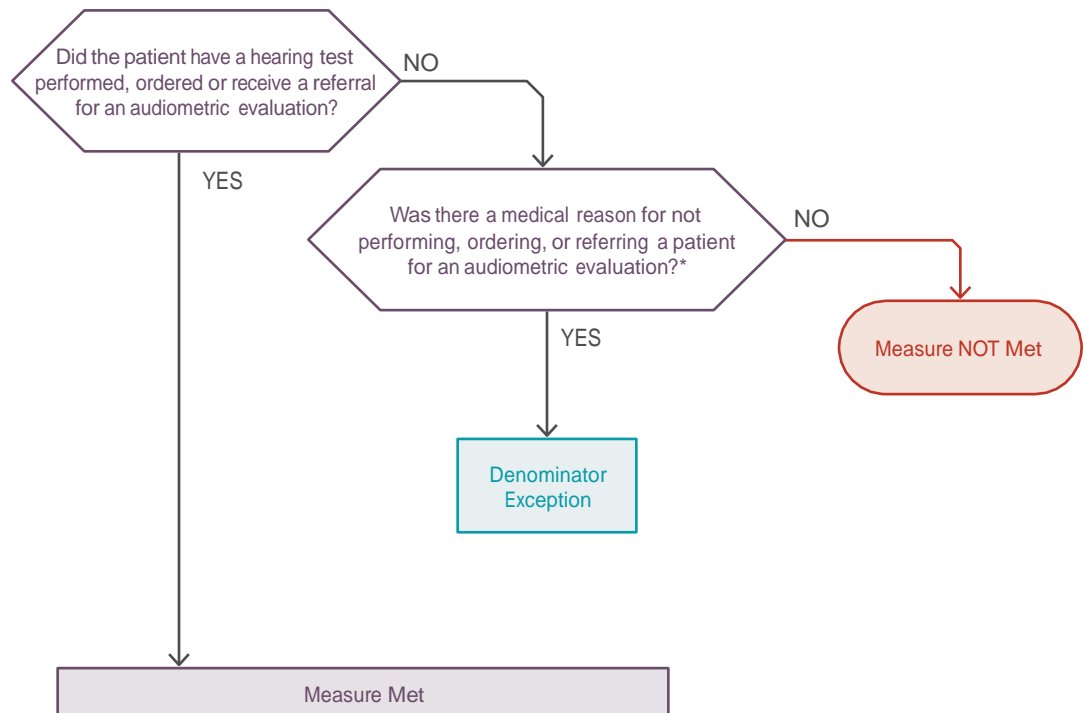 Did the patient have a hearing test
performed, ordered or receive a referral
for an audiometric evaluation?
NO
YES
Was there a medical reason for not
performing, ordering, or referring a patient
for an audiometric evaluation?*
NO
YES
Measure NOT Met
Denominator
Exception
Measure Met